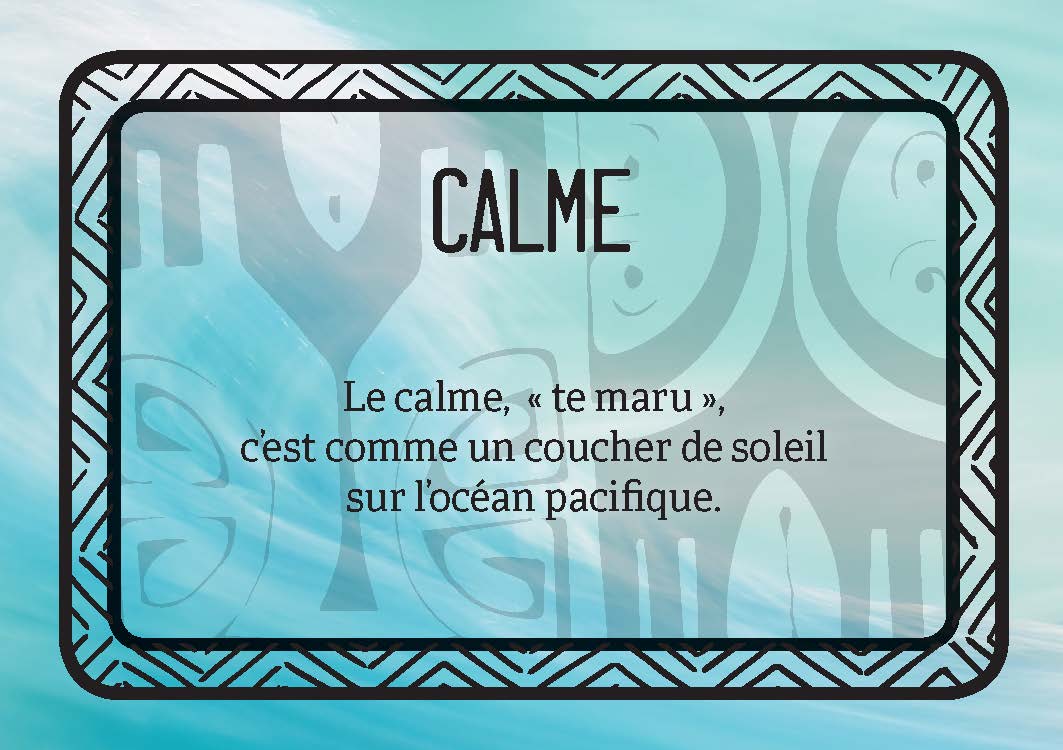 CALME
Le calme, « te maru »,
c'est comme un coucher de soleil
sur l'océan pacifique.